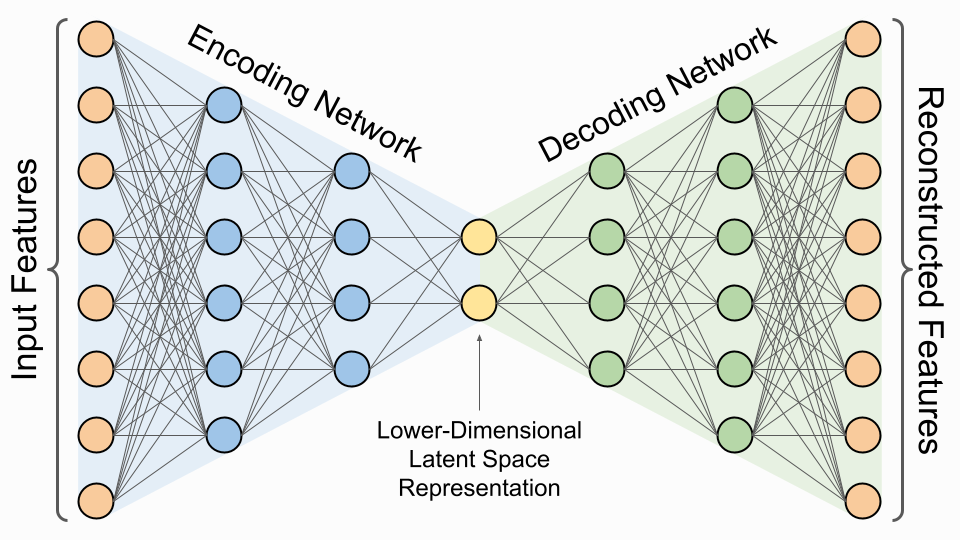 Encoding Network
Decoding Network
Input Features
Reconstructed Features
Lower-Dimensional
Latent Space
Representation